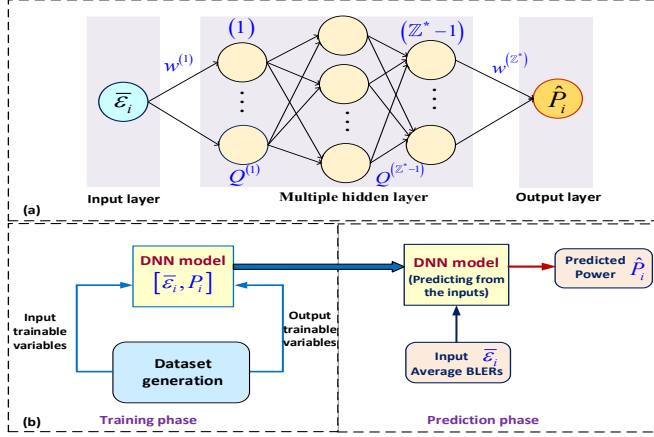 (1)
(ℤ*−1)
w⁽¹⁾
w^(ℤ*)
ε̅ᵢ
P̂ᵢ
Q⁽¹⁾
Q^(ℤ*−1)
Input layer
Multiple hidden layer
Output layer
(a)
DNN model
[ε̅ᵢ, Pᵢ]
Input
trainable
variables
Output
trainable
variables
Dataset
generation
(b)
Training phase
DNN model
(Predicting from
the inputs)
Predicted
Power P̂ᵢ
Input ε̅ᵢ
Average BLERs
Prediction phase